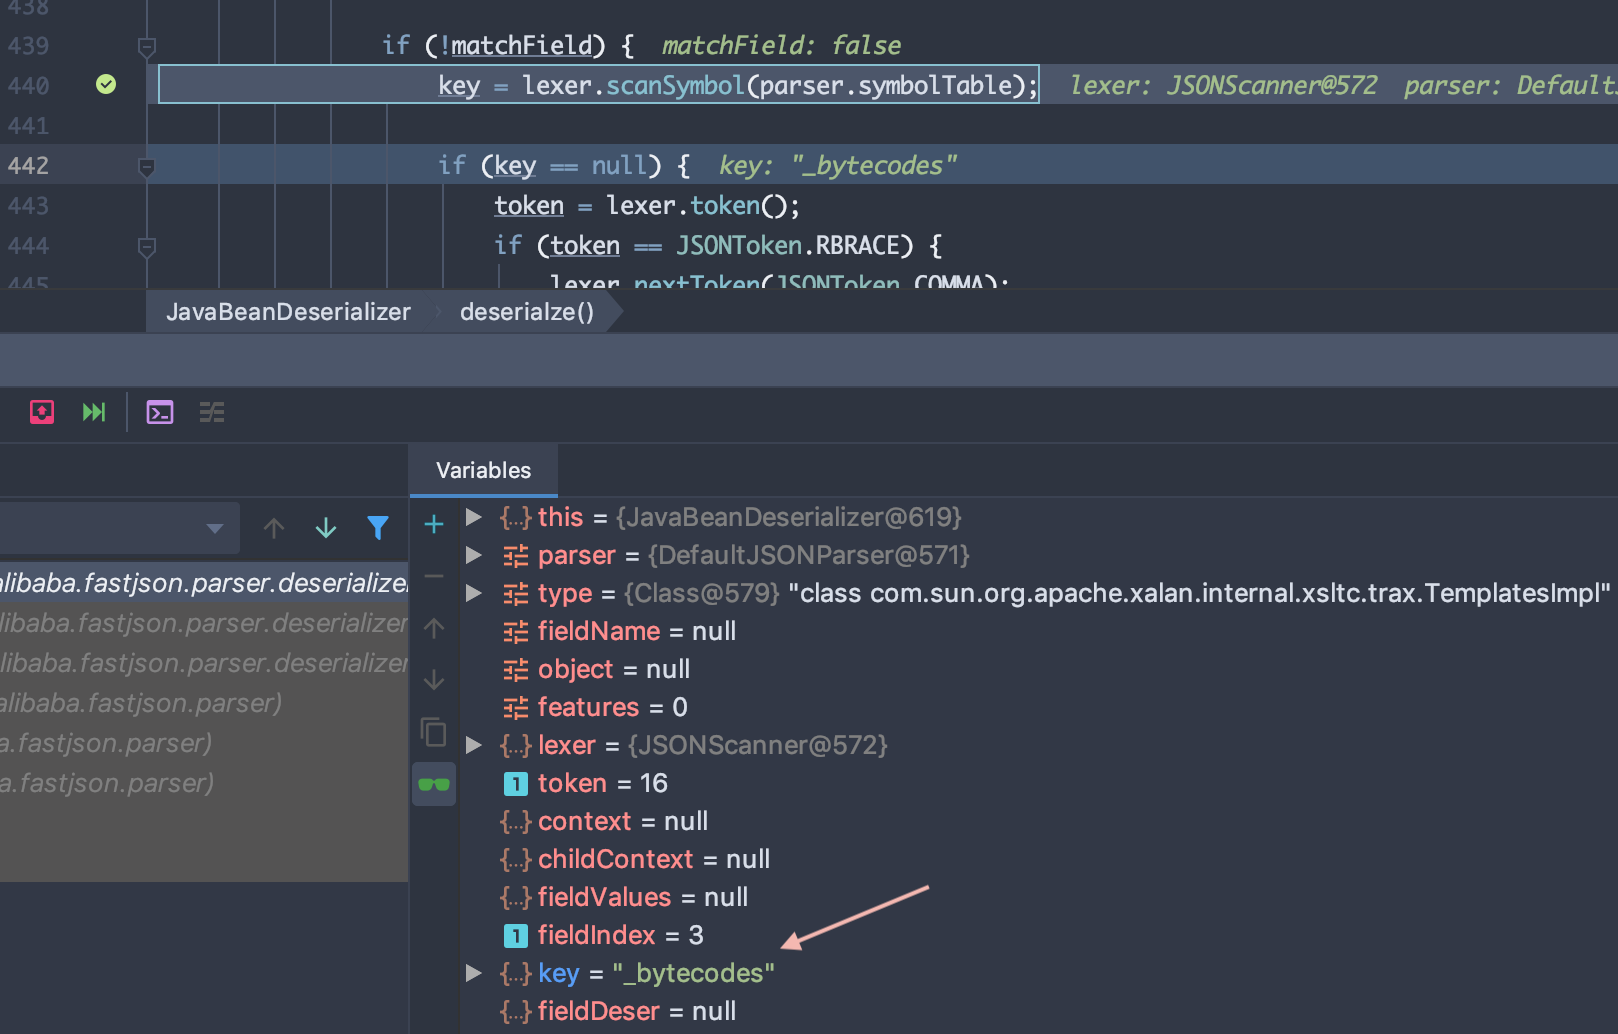 438
439 if (!matchField) { matchField: false
440 key = lexer.scanSymbol(parser.symbolTable); lexer: JSONScanner@572 parser: Default
441
442 if (key == null) { key: "_bytecodes"
443 token = lexer.token();
444 if (token == JSONToken.RBRACE) {
445 lexer.nextToken(JSONToken.COMMA);
JavaBeanDeserializer deserialze()
Variables
this = {JavaBeanDeserializer@619}
parser = {DefaultJSONParser@571}
alibaba.fastjson.parser.deserializer
type = {Class@579} "class com.sun.org.apache.xalan.internal.xsltc.trax.TemplatesImpl"
libaba.fastjson.parser.deserializer
fieldName = null
libaba.fastjson.parser.deserializer
object = null
alibaba.fastjson.parser)
features = 0
a.fastjson.parser)
lexer = {JSONScanner@572}
a.fastjson.parser)
1 token = 16
context = null
childContext = null
fieldValues = null
1 fieldIndex = 3
key = "_bytecodes"
fieldDeser = null